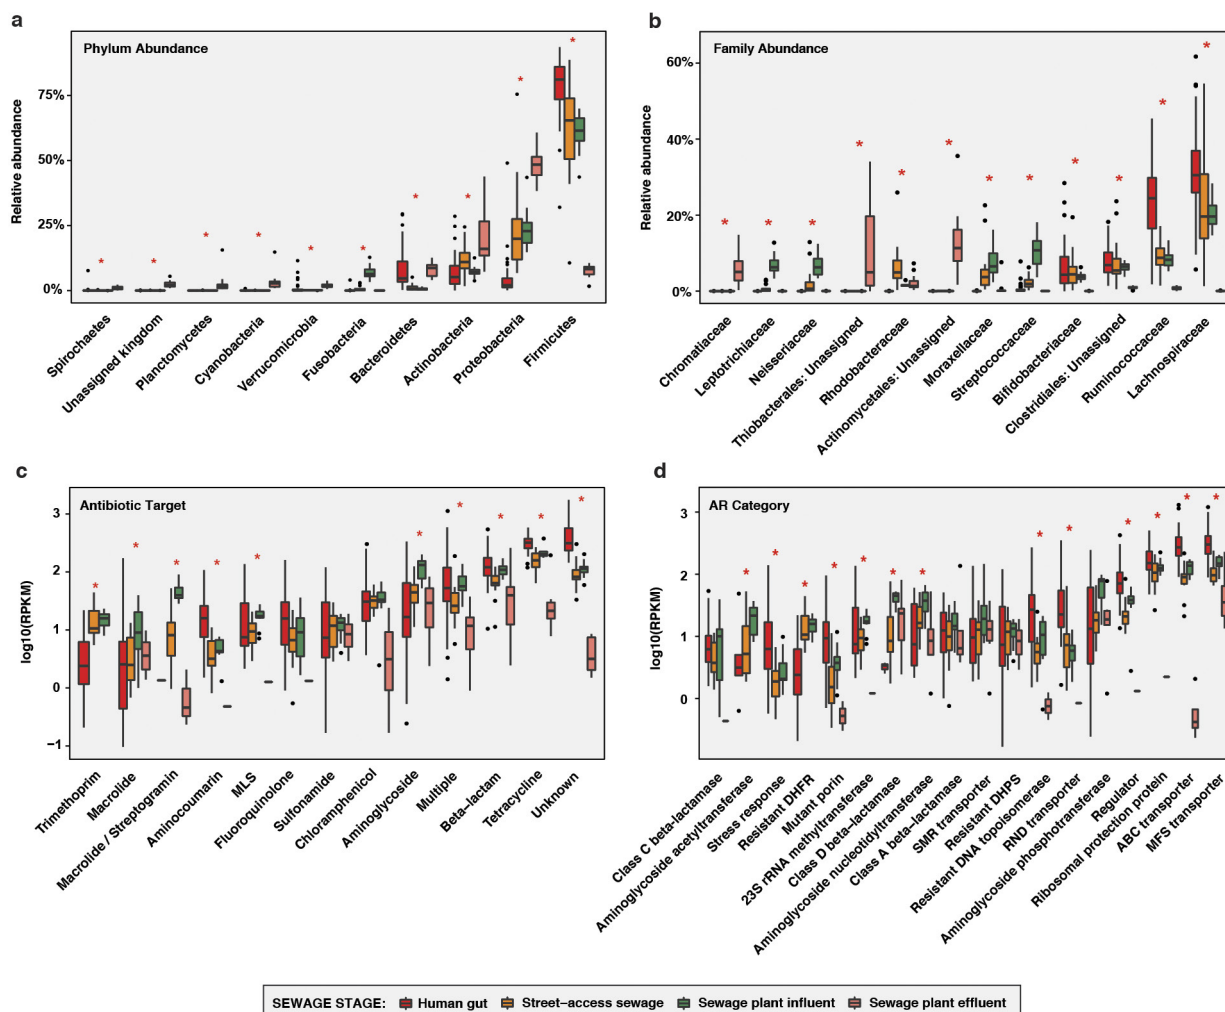 a
Phylum Abundance
Relative abundance
75%
50%
25%
0%
*
*
*
*
*
*
*
*
*
*
Spirochaetes
Unassigned kingdom
Planctomycetes
Cyanobacteria
Verrucomicrobia
Fusobacteria
Bacteroidetes
Actinobacteria
Proteobacteria
Firmicutes
b
Family Abundance
Relative abundance
60%
40%
20%
0%
*
*
*
*
*
*
*
*
*
*
*
*
Chromatiaceae
Leptotrichiaceae
Neisseriaceae
Thiobacterales: Unassigned
Rhodobacteraceae
Actinomycetales: Unassigned
Moraxellaceae
Streptococcaceae
Bifidobacteriaceae
Clostridiales: Unassigned
Ruminococcaceae
Lachnospiraceae
c
Antibiotic Target
log10(RPKM)
3
2
1
0
−1
*
*
*
*
*
*
*
*
*
*
Trimethoprim
Macrolide
Macrolide / Streptogramin
Aminocoumarin
MLS
Fluoroquinolone
Sulfonamide
Chloramphenicol
Aminoglycoside
Multiple
Beta−lactam
Tetracycline
Unknown
d
AR Category
log10(RPKM)
3
2
1
0
*
*
*
*
*
*
*
*
*
*
*
*
*
Class C beta−lactamase
Aminoglycoside acetyltransferase
Stress response
Resistant DHFR
Mutant porin
23S rRNA methyltransferase
Class D beta−lactamase
Aminoglycoside nucleotidyltransferase
Class A beta−lactamase
SMR transporter
Resistant DHPS
Resistant DNA topoisomerase
RND transporter
Aminoglycoside phosphotransferase
Regulator
Ribosomal protection protein
ABC transporter
MFS transporter
SEWAGE STAGE: Human gut Street−access sewage Sewage plant influent Sewage plant effluent